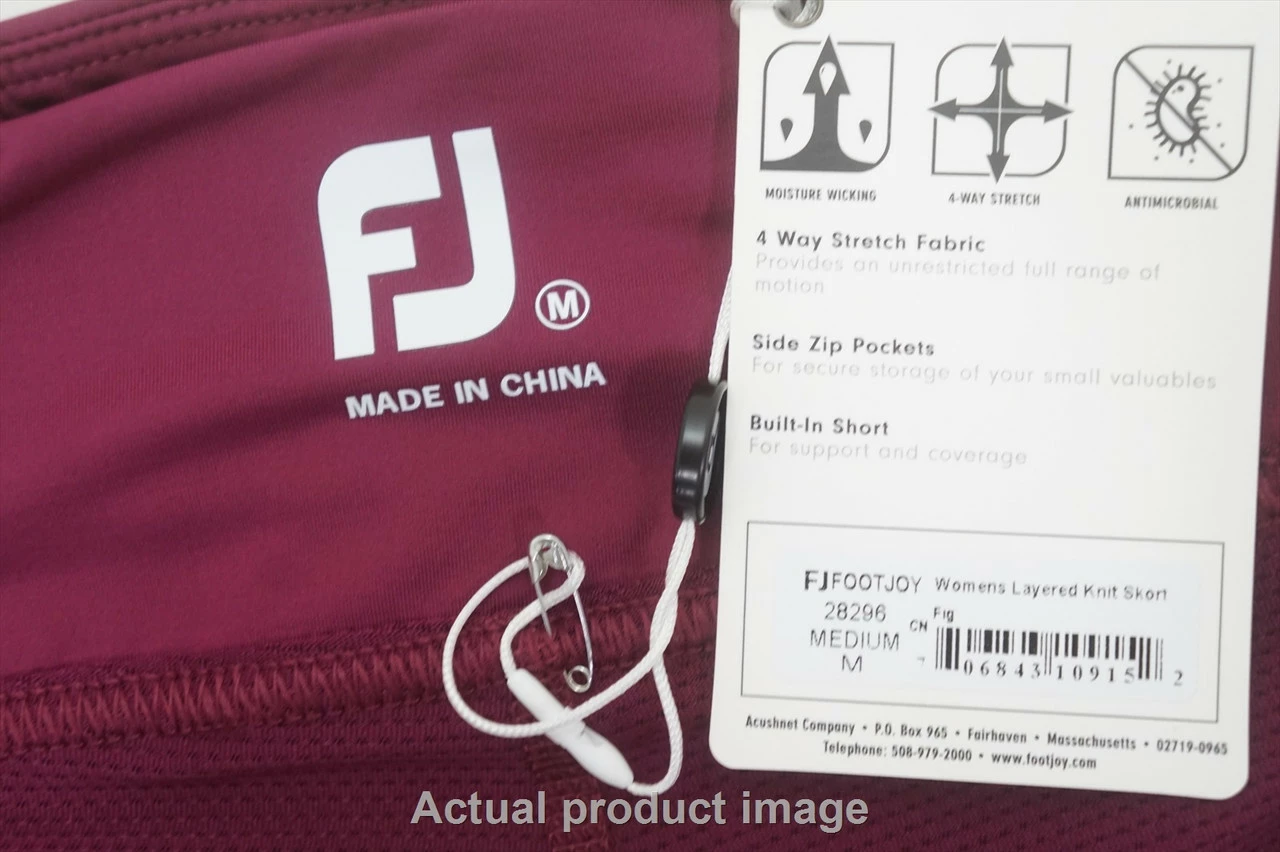 FJ
M
MADE IN CHINA
MOISTURE WICKING
4-WAY STRETCH
ANTIMICROBIAL
4 Way Stretch Fabric
Provides an unrestricted full range of
motion
Side Zip Pockets
For secure storage of your small valuables
Built-In Short
For support and coverage
FJFOOTJOY Womens Layered Knit Skort
28296 CN Fig
MEDIUM
M
06843 10915 2
Acushnet Company • P.O. Box 965 • Fairhaven • Massachusetts • 02719-0965
Telephone: 508-979-2000 • www.footjoy.com
Actual product image